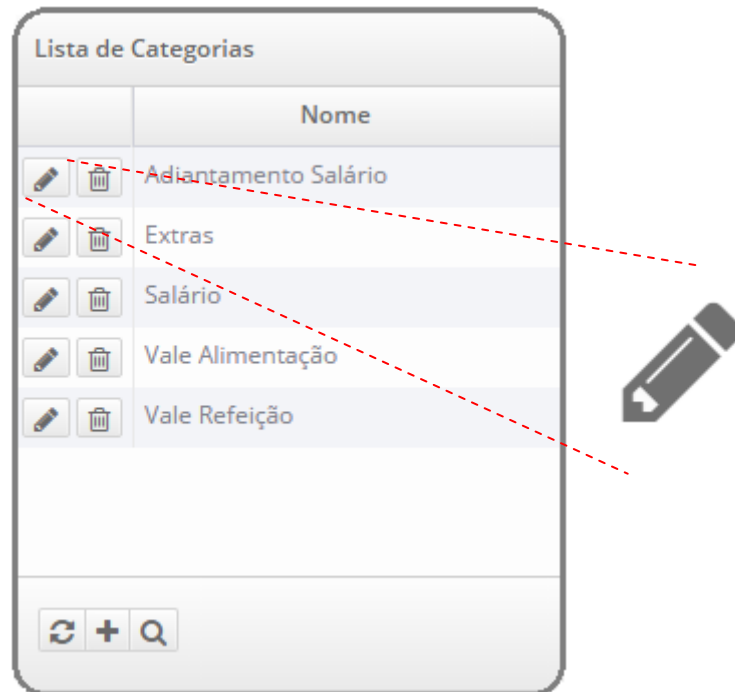 Lista de Categorias
Nome
Adiantamento Salário
Extras
Salário
Vale Alimentação
Vale Refeição